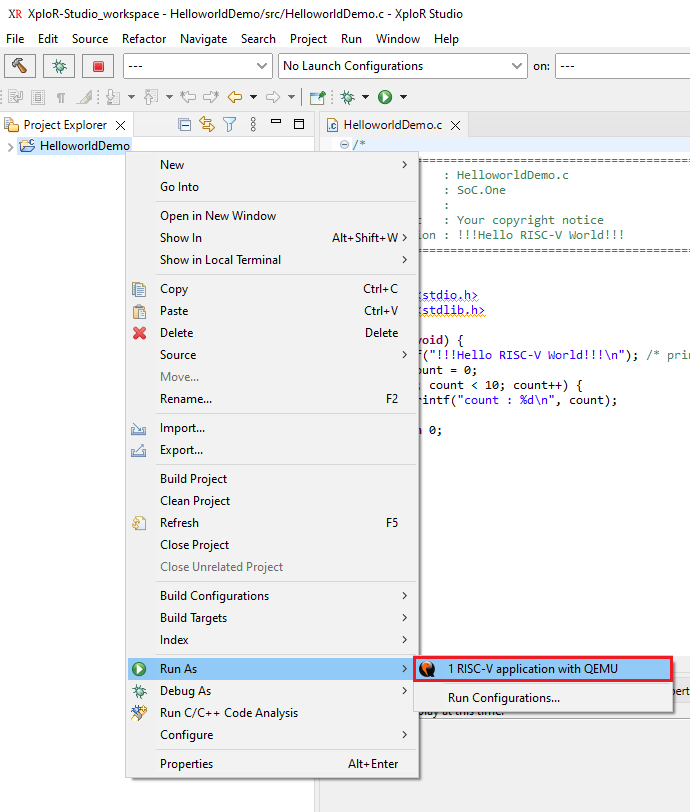 XR XploR-Studio_workspace - HelloworldDemo/src/HelloworldDemo.c - XploR Studio
File Edit Source Refactor Navigate Search Project Run Window Help
--- No Launch Configurations on: ---
Project Explorer HelloworldDemo.c
HelloworldDemo
/*
: HelloworldDemo.c
: SoC.One
:
: Your copyright notice
: !!!Hello RISC-V World!!!
<stdio.h>
<stdlib.h>
void) {
("!!!Hello RISC-V World!!!\n"); /* prin
ount = 0;
, count < 10; count++) {
rintf("count : %d\n", count);
0;
New
Go Into
Open in New Window
Show In Alt+Shift+W
Show in Local Terminal
Copy Ctrl+C
Paste Ctrl+V
Delete Delete
Source
Move...
Rename... F2
Import...
Export...
Build Project
Clean Project
Refresh F5
Close Project
Close Unrelated Project
Build Configurations
Build Targets
Index
Run As
Debug As
Run C/C++ Code Analysis
Configure
Properties Alt+Enter
1 RISC-V application with QEMU
Run Configurations...
pert
at this time.